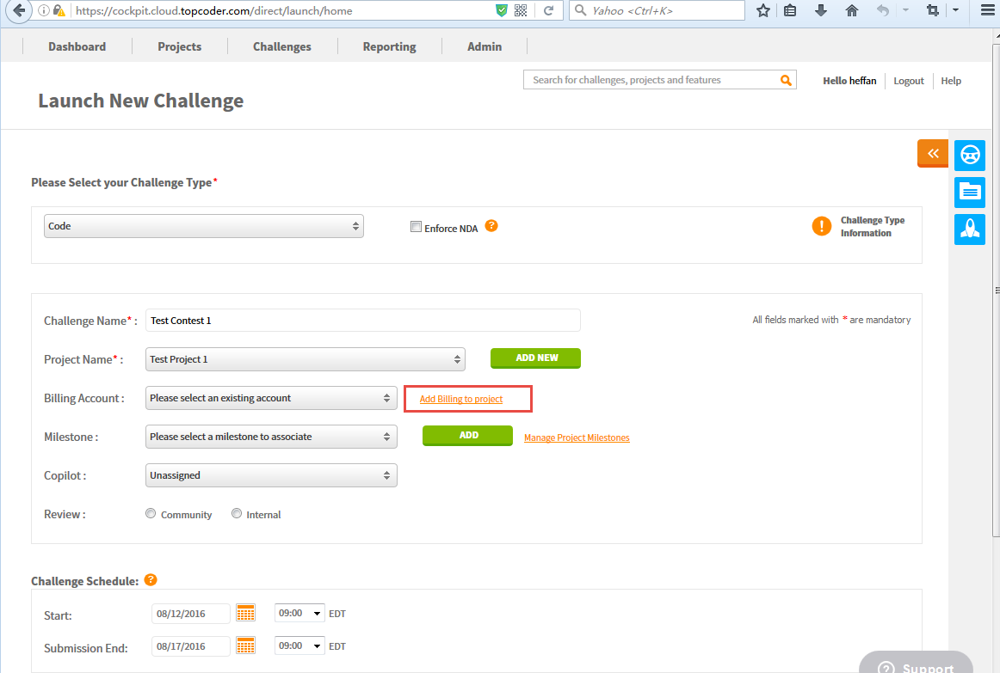 https://cockpit.cloud.topcoder.com/direct/launch/home
Yahoo <Ctrl+K>
Dashboard Projects Challenges Reporting Admin
Search for challenges, projects and features
Hello heffan Logout Help
Launch New Challenge
Please Select your Challenge Type*
Code
Enforce NDA ?
! Challenge Type
Information
Challenge Name* : Test Contest 1
All fields marked with * are mandatory
Project Name* : Test Project 1 ADD NEW
Billing Account : Please select an existing account Add Billing to project
Milestone : Please select a milestone to associate ADD Manage Project Milestones
Copilot : Unassigned
Review : Community Internal
Challenge Schedule: ?
Start: 08/12/2016 09:00 EDT
Submission End: 08/17/2016 09:00 EDT
? Support